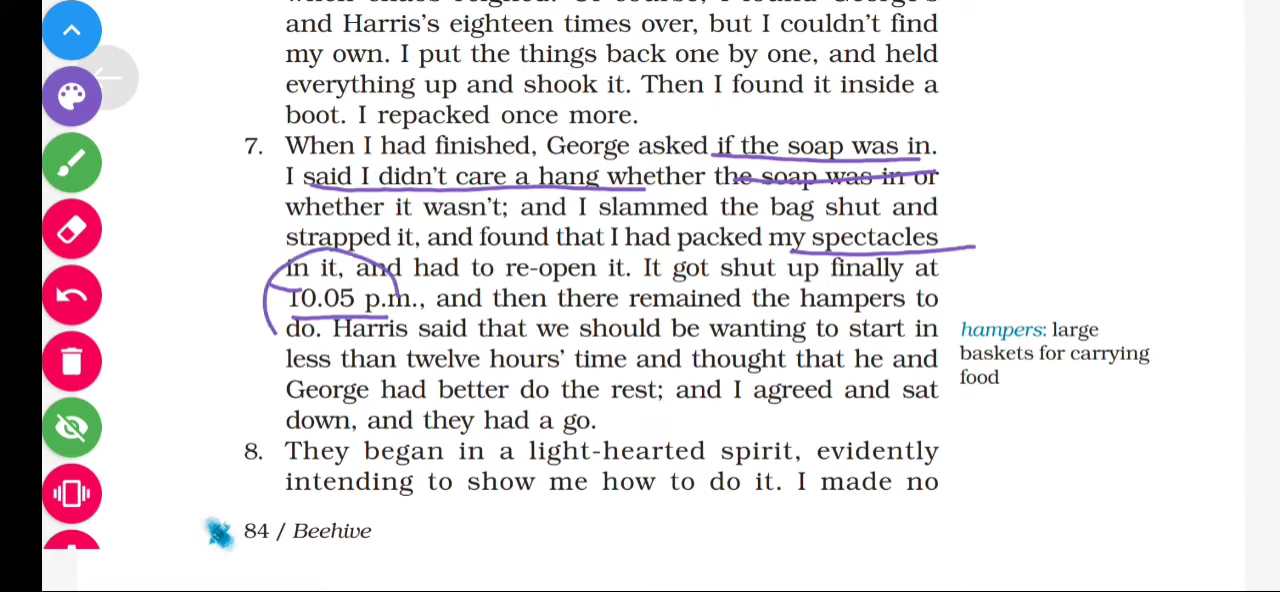 and Harris's eighteen times over, but I couldn't find
my own. I put the things back one by one, and held
everything up and shook it. Then I found it inside a
boot. I repacked once more.
7. When I had finished, George asked if the soap was in.
I said I didn't care a hang whether the soap was in or
whether it wasn't; and I slammed the bag shut and
strapped it, and found that I had packed my spectacles
in it, and had to re-open it. It got shut up finally at
10.05 p.m., and then there remained the hampers to
do. Harris said that we should be wanting to start in
less than twelve hours' time and thought that he and
George had better do the rest; and I agreed and sat
down, and they had a go.
hampers: large
baskets for carrying
food
8. They began in a light-hearted spirit, evidently
intending to show me how to do it. I made no
84 / Beehive